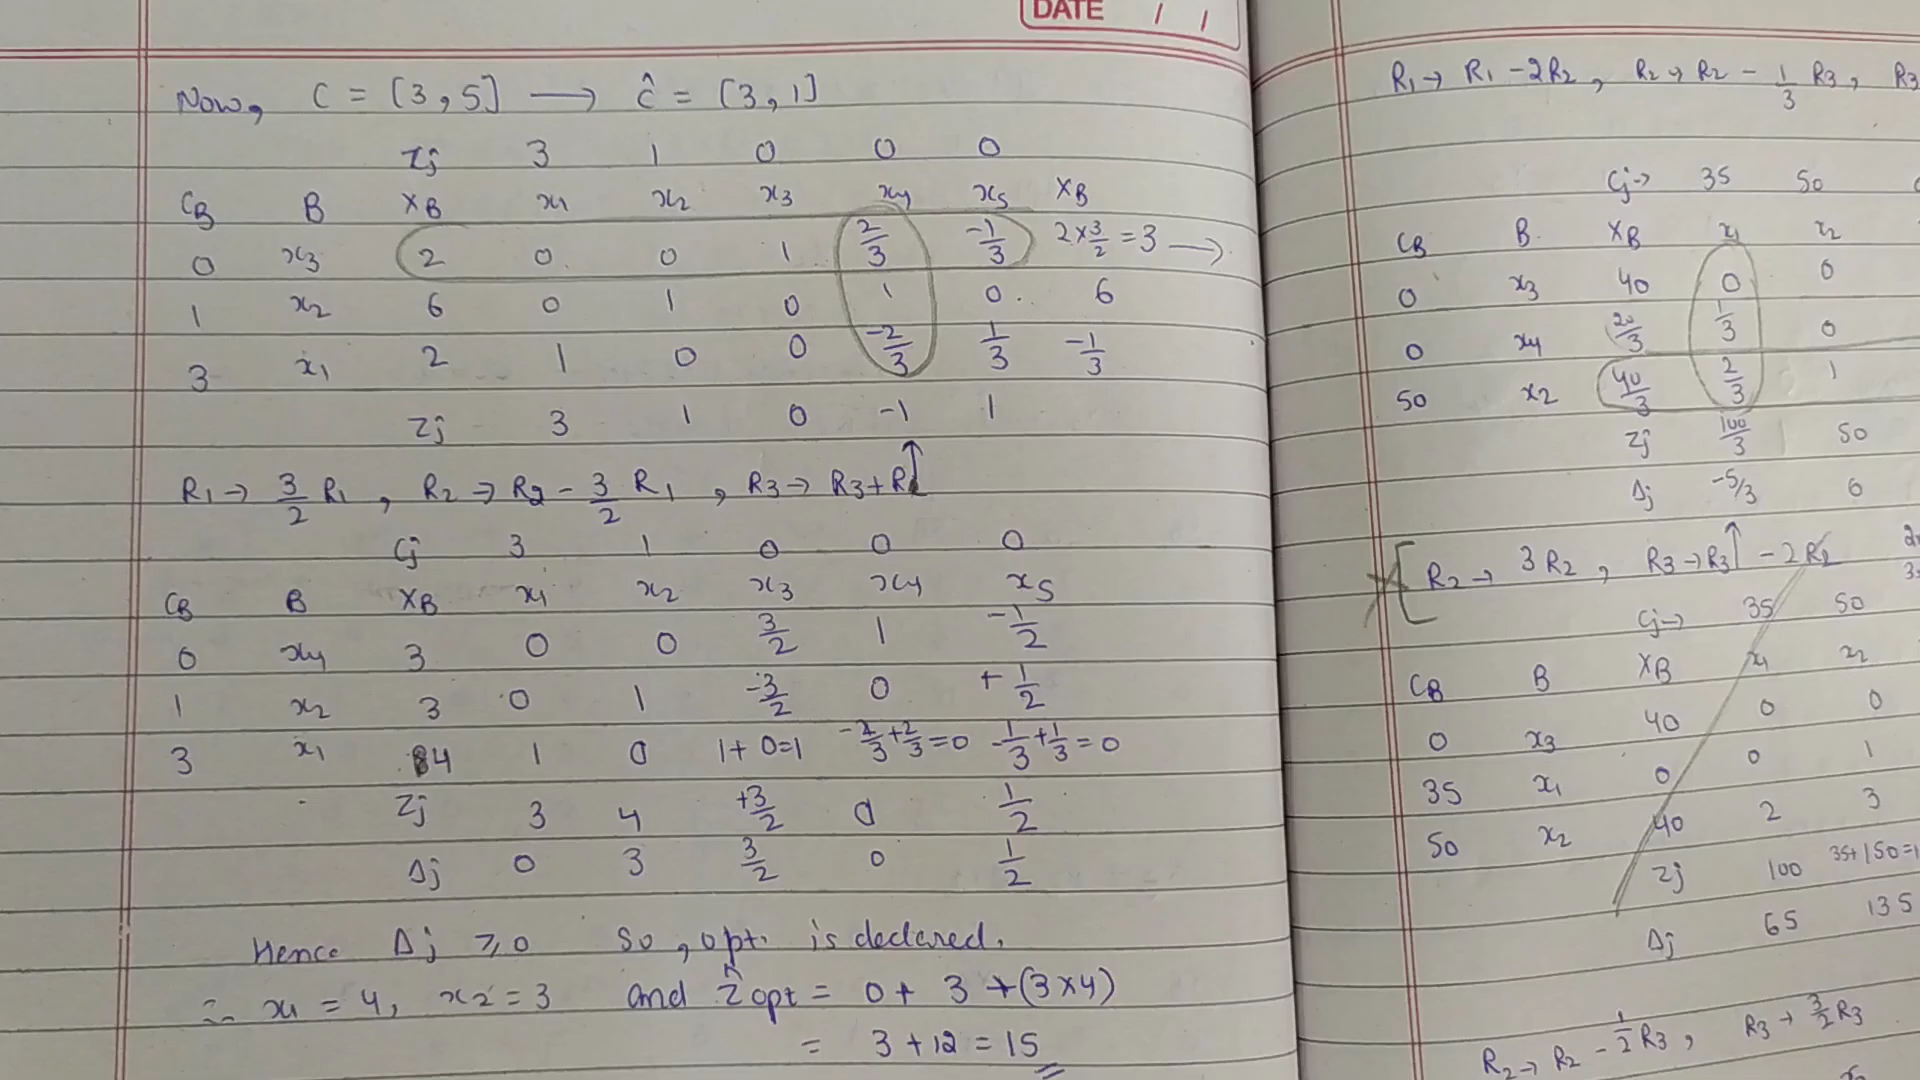 DATE / /
Now, C = [3, 5] → ĉ = [3, 1]
Zj 3 1 0 0 0
CB B XB x1 x2 x3 x4 x5 XB
0 x3 2 0 0 1 2/3 -1/3 2×3/2 = 3 →
1 x2 6 0 1 0 1 0 6
3 x1 2 1 0 0 -2/3 1/3 -1/3
Zj 3 1 0 -1 1
R1 → 3/2 R1, R2 → R2 - 3/2 R1, R3 → R3 + R1
Cj 3 1 0 0 0
CB B XB x1 x2 x3 x4 x5
0 x4 3 0 0 3/2 1 -1/2
1 x2 3 0 1 -3/2 0 +1/2
3 x1 4 1 0 1+0=1 -2/3+2/3=0 -1/3+1/3=0
Zj 3 4 +3/2 0 1/2
Δj 0 3 3/2 0 1/2
Hence Δj ≥ 0 So, opt. is declared.
∴ x1 = 4, x2 = 3 and Ẑ opt = 0 + 3 + (3×4)
= 3 + 12 = 15
R1 → R1 - 2R2, R2 → R2 - 1/3 R3, R3
Cj → 35 50
CB B. XB x1 x2
0 x3 40 0 0
0 x4 20/3 1/3 0
50 x2 40/3 2/3 1
Zj 100/3 50
Δj -5/3 0
R2 → 3R2, R3 → R3 - 2R2
Cj → 35 50
CB B XB x1 x2
0 x3 40 0 0
35 x1 0 0 1
50 x2 40 2 3
Zj 100 35+150=1
Δj 65 135
R2 → R2 - 1/2 R3, R3 → 3/2 R3